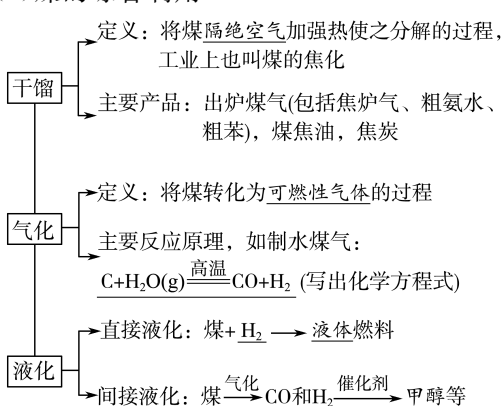 定义：将煤隔绝空气加强热使之分解的过程，
工业上也叫煤的焦化
干馏
主要产品：出炉煤气(包括焦炉气、粗氨水、
粗苯)，煤焦油，焦炭
定义：将煤转化为可燃性气体的过程
气化
主要反应原理，如制水煤气：
C+H₂O(g)高温══CO+H₂ (写出化学方程式)
直接液化：煤+H₂→液体燃料
液化
间接液化：煤气化→CO和H₂催化剂→甲醇等